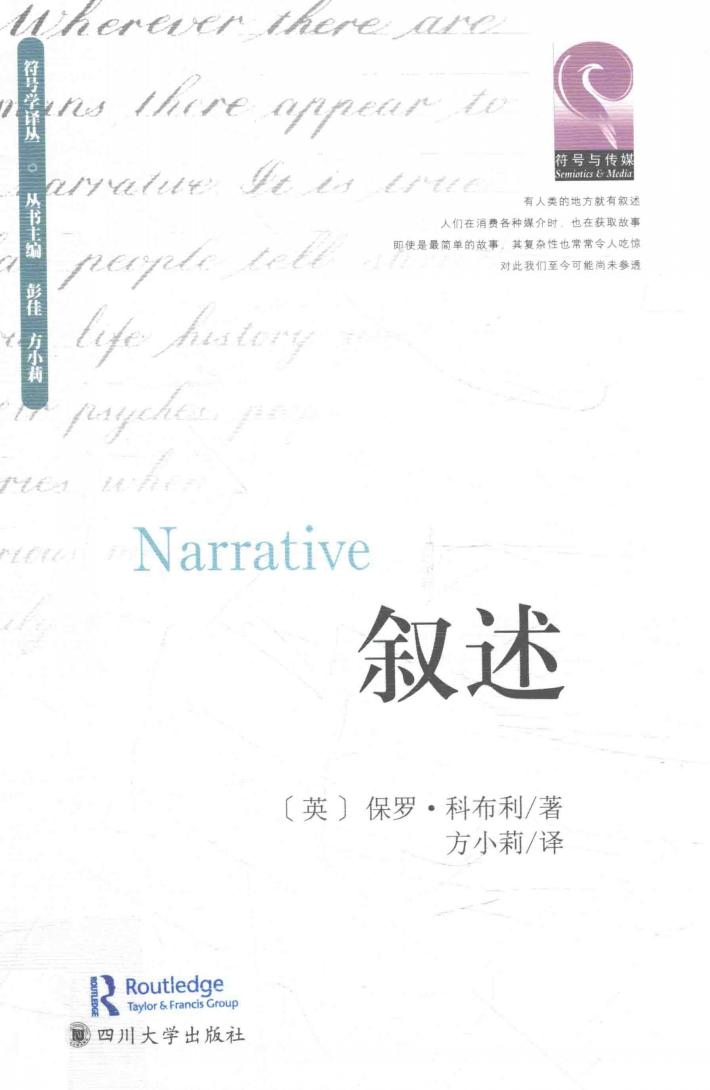 Wherever there are
there appear to
narrative. It is true
people tell
life history
psyches
when
符号学译丛 ○ 丛书主编 彭佳 方小莉
符号与传媒
Semiotics & Media
有人类的地方就有叙述
人们在消费各种媒介时，也在获取故事
即使是最简单的故事，其复杂性也常常令人吃惊
对此我们至今可能尚未参透
Narrative
叙述
〔英〕保罗·科布利/著
方小莉/译
ROUTLEDGE
Routledge
Taylor & Francis Group
四川大学出版社